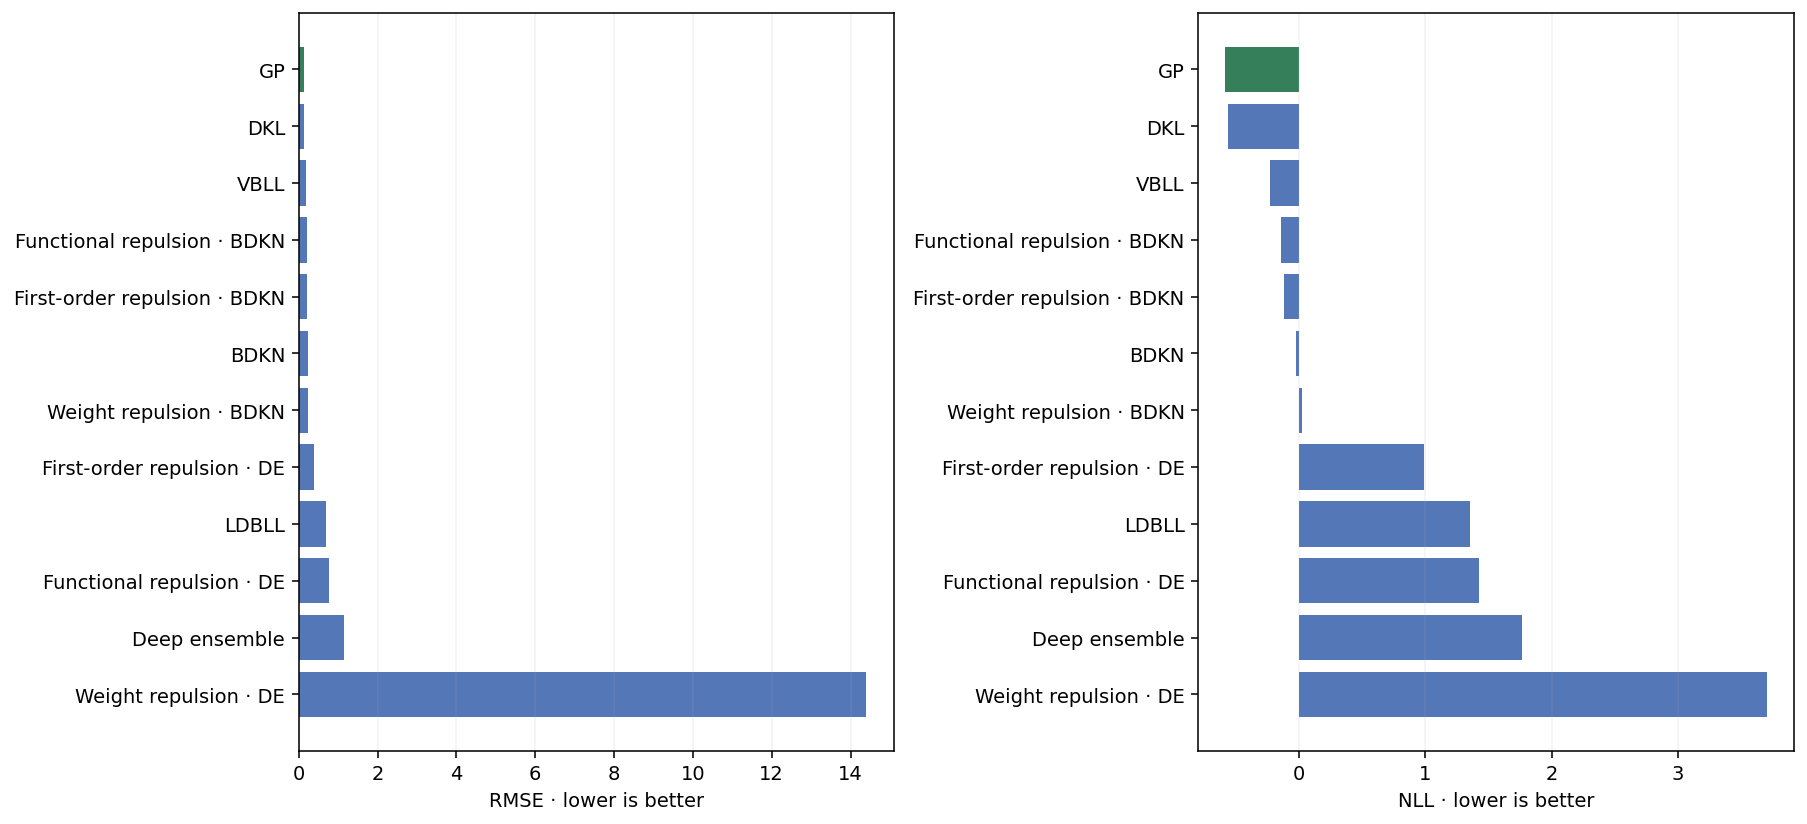 GP
DKL
VBLL
Functional repulsion · BDKN
First-order repulsion · BDKN
BDKN
Weight repulsion · BDKN
First-order repulsion · DE
LDBLL
Functional repulsion · DE
Deep ensemble
Weight repulsion · DE
0 2 4 6 8 10 12 14
RMSE · lower is better
GP
DKL
VBLL
Functional repulsion · BDKN
First-order repulsion · BDKN
BDKN
Weight repulsion · BDKN
First-order repulsion · DE
LDBLL
Functional repulsion · DE
Deep ensemble
Weight repulsion · DE
0 1 2 3
NLL · lower is better